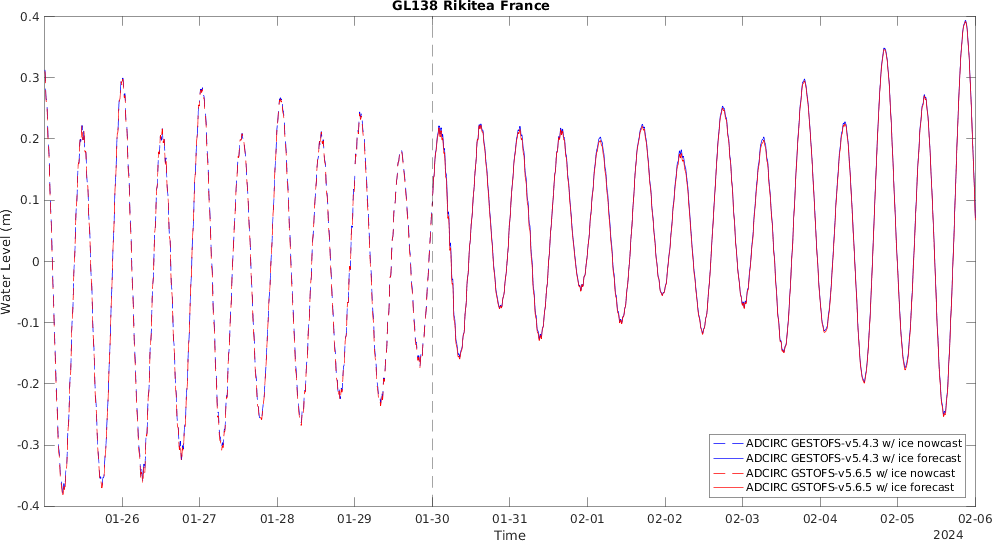 GL138 Rikitea France
0.4
0.3
0.2
0.1
0
-0.1
-0.2
-0.3
-0.4
Water Level (m)
01-26 01-27 01-28 01-29 01-30 01-31 02-01 02-02 02-03 02-04 02-05 02-06
Time
2024
ADCIRC GESTOFS-v5.4.3 w/ ice nowcast
ADCIRC GESTOFS-v5.4.3 w/ ice forecast
ADCIRC GSTOFS-v5.6.5 w/ ice nowcast
ADCIRC GSTOFS-v5.6.5 w/ ice forecast